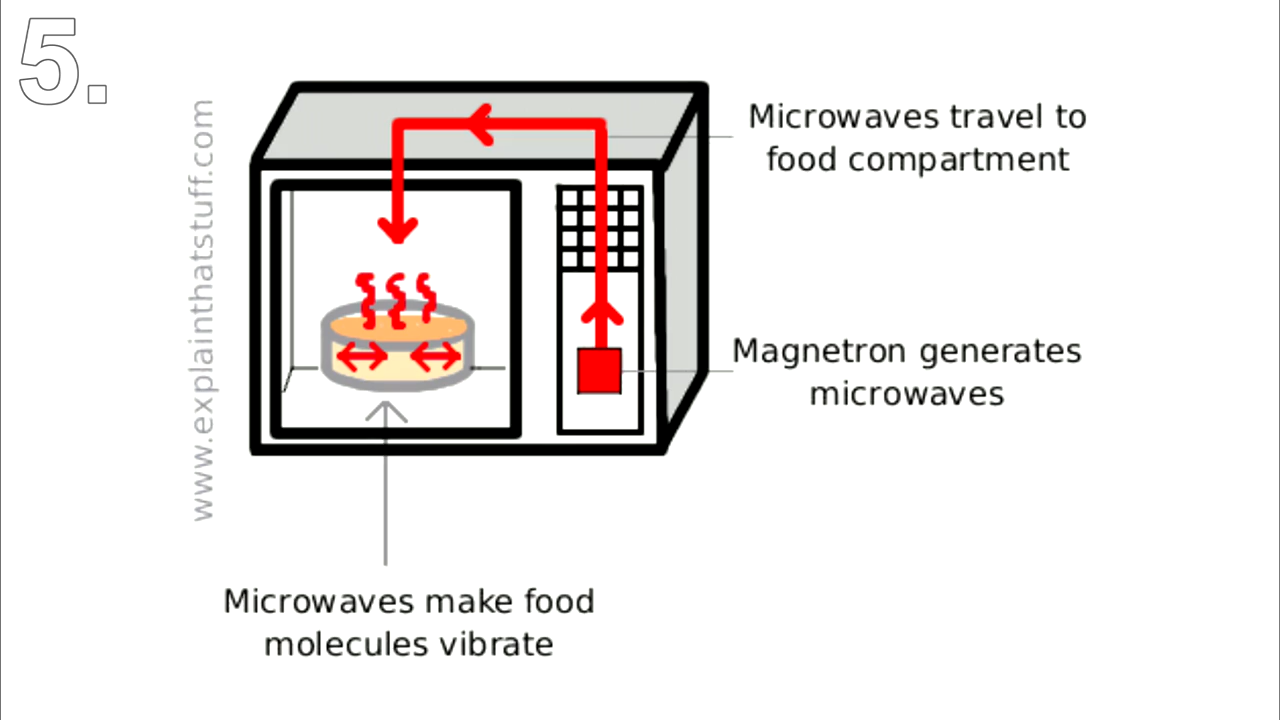 5.
www.explainthatstuff.com
Microwaves travel to
food compartment
Magnetron generates
microwaves
Microwaves make food
molecules vibrate